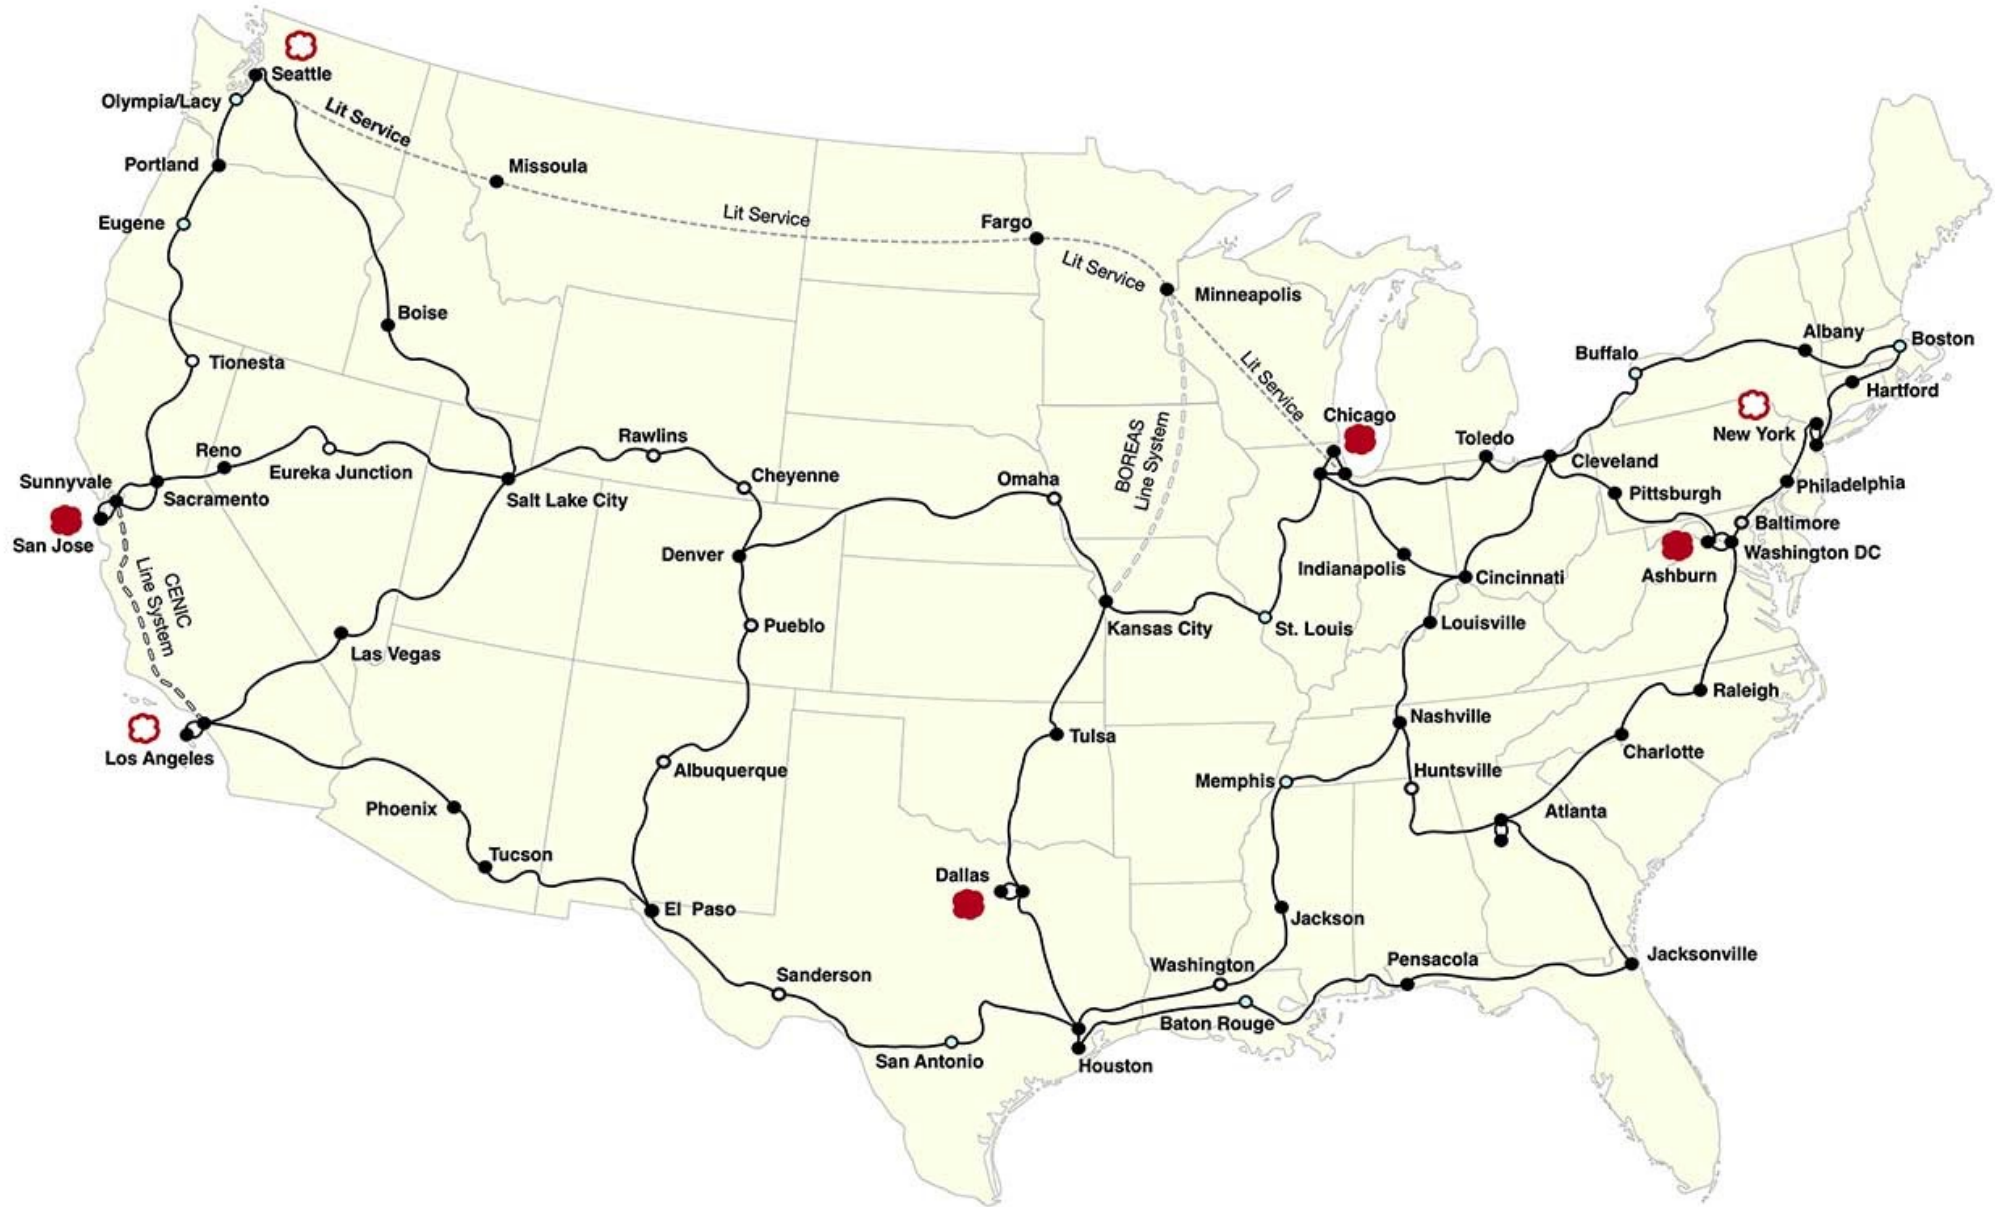 Seattle
Olympia/Lacy
Lit Service
Portland
Missoula
Eugene
Lit Service
Fargo
Lit Service
Minneapolis
Boise
Tionesta
Albany
Boston
Buffalo
Hartford
Lit Service
Chicago
New York
Reno
Rawlins
Toledo
Eureka Junction
Cleveland
Sunnyvale
Sacramento
Salt Lake City
Cheyenne
Omaha
BOREAS
Line System
Pittsburgh
Philadelphia
Baltimore
San Jose
Denver
Washington DC
Indianapolis
Cincinnati
Ashburn
CENIC
Line System
Pueblo
Kansas City
St. Louis
Louisville
Las Vegas
Raleigh
Nashville
Los Angeles
Tulsa
Charlotte
Albuquerque
Memphis
Huntsville
Phoenix
Atlanta
Tucson
Dallas
El Paso
Jackson
Sanderson
Washington
Pensacola
Jacksonville
Baton Rouge
San Antonio
Houston